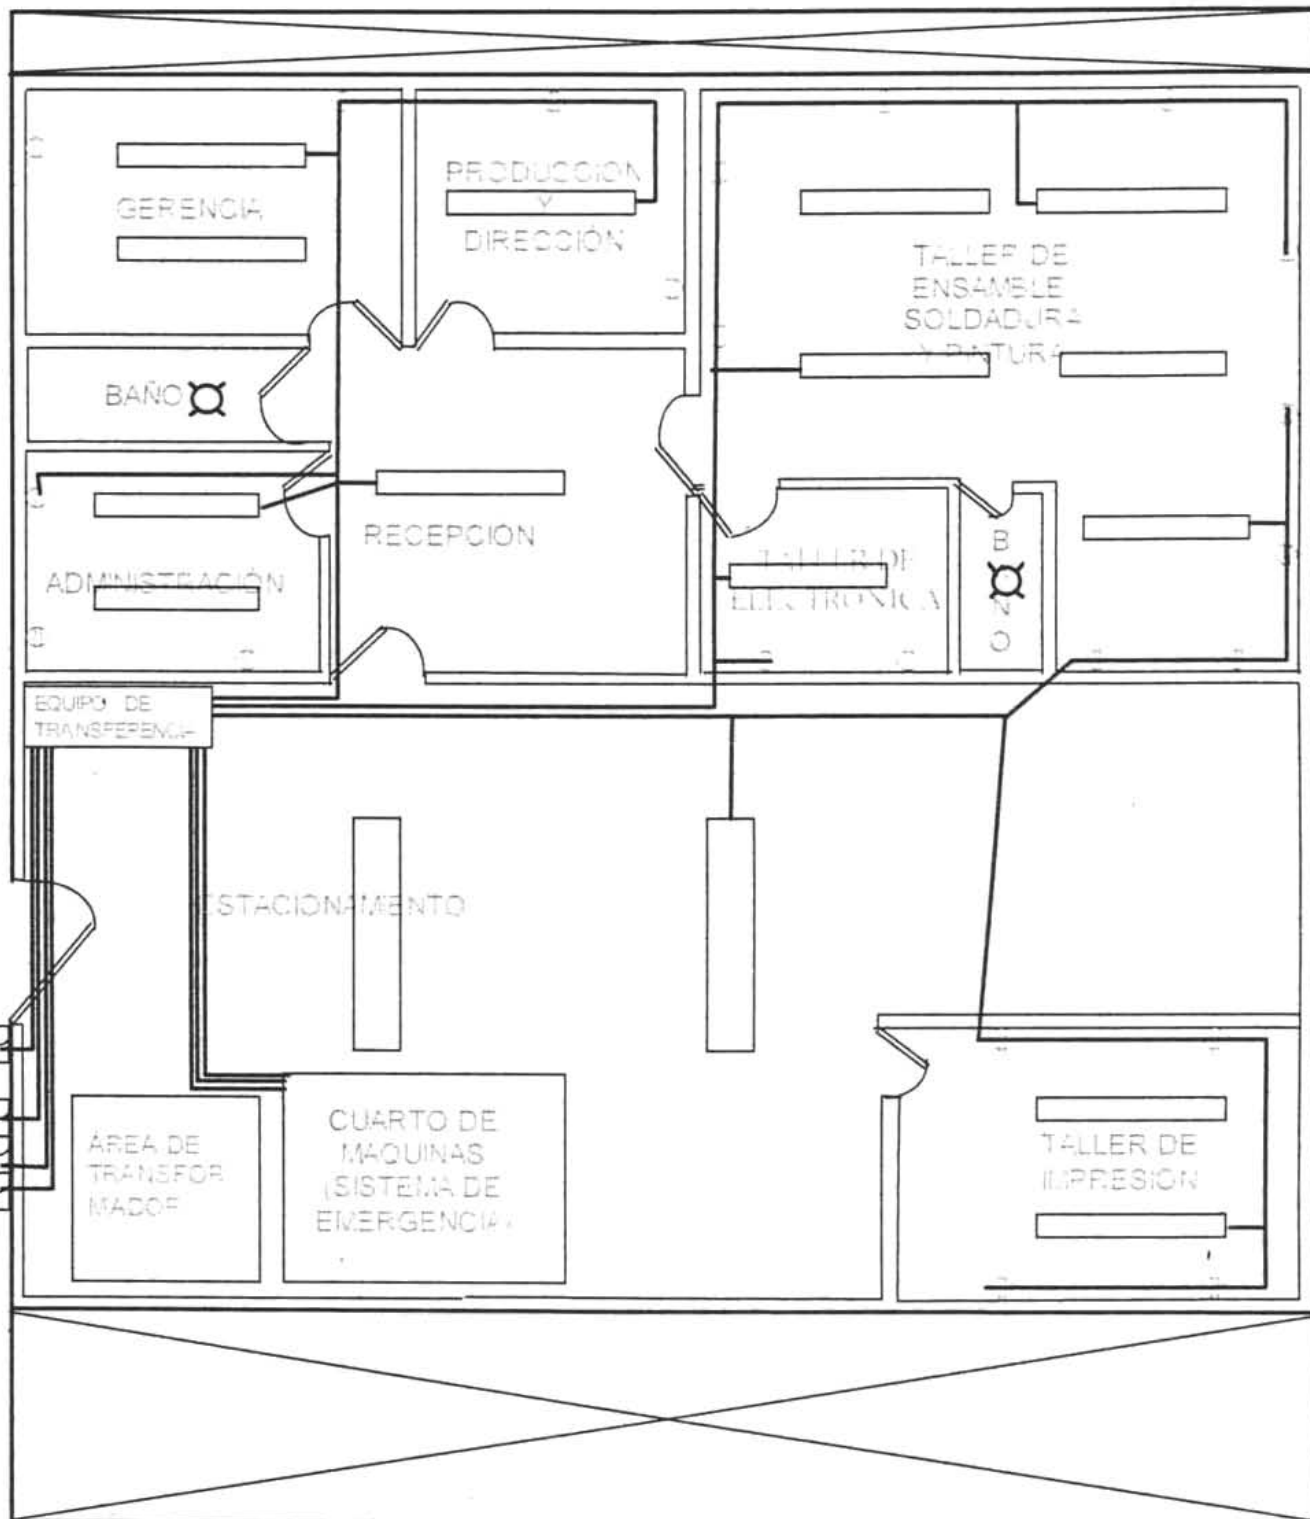 GERENCIA
PRODUCCION
Y
DIRECCIÓN
TALLER DE
ENSAMBLE
SOLDADURA
Y PINTURA
BAÑO
RECEPCION
ADMINISTRACIÓN
TALLER DE
ELECTRONICA
B
N
O
EQUIPO DE
TRANSFERENCIA
ESTACIONAMIENTO
ÁREA DE
TRANSFOR
MADOR
CUARTO DE
MAQUINAS
(SISTEMA DE
EMERGENCIA)
TALLER DE
IMPRESION